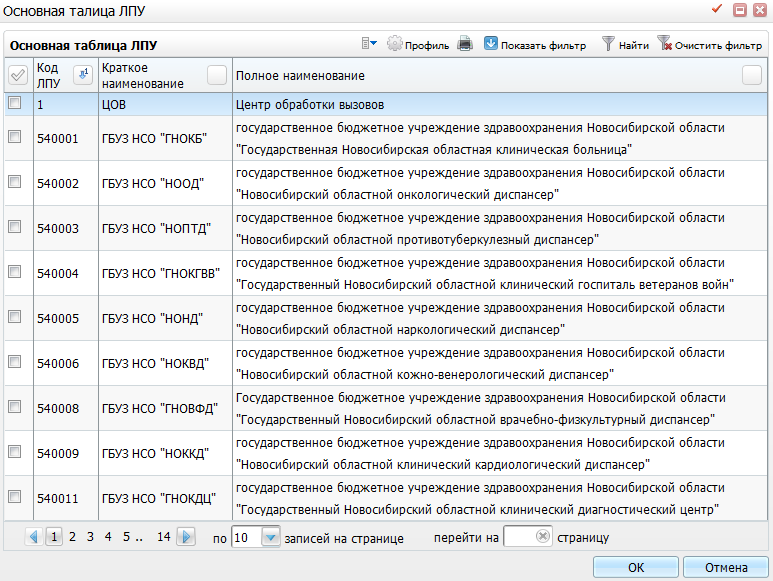 Основная талица ЛПУ
Основная таблица ЛПУ
Профиль
Показать фильтр
Найти
Очистить фильтр
Код ЛПУ
Краткое наименование
Полное наименование
1 ЦОВ Центр обработки вызовов
540001 ГБУЗ НСО "ГНОКБ" государственное бюджетное учреждение здравоохранения Новосибирской области
"Государственная Новосибирская областная клиническая больница"
540002 ГБУЗ НСО "НООД" государственное бюджетное учреждение здравоохранения Новосибирской области
"Новосибирский областной онкологический диспансер"
540003 ГБУЗ НСО "НОПТД" государственное бюджетное учреждение здравоохранения Новосибирской области
"Новосибирский областной противотуберкулезный диспансер"
540004 ГБУЗ НСО "ГНОКГВВ" государственное бюджетное учреждение здравоохранения Новосибирской области
"Государственный Новосибирский областной клинический госпиталь ветеранов войн"
540005 ГБУЗ НСО "НОНД" государственное бюджетное учреждение здравоохранения Новосибирской области
"Новосибирский областной наркологический диспансер"
540006 ГБУЗ НСО "НОКВД" государственное бюджетное учреждение здравоохранения Новосибирской области
"Новосибирский областной кожно-венерологический диспансер"
540008 ГБУЗ НСО "ГНОВФД" Государственное бюджетное учреждение здравоохранения Новосибирской области
"Государственный Новосибирский областной врачебно-физкультурный диспансер"
540009 ГБУЗ НСО "НОККД" государственное бюджетное учреждение здравоохранения Новосибирской области
"Новосибирский областной клинический кардиологический диспансер"
540011 ГБУЗ НСО "ГНОКДЦ" государственное бюджетное учреждение здравоохранения Новосибирской области
"Государственный Новосибирский областной клинический диагностический центр"
1 2 3 4 5 .. 14 по 10 записей на странице перейти на страницу
OK Отмена